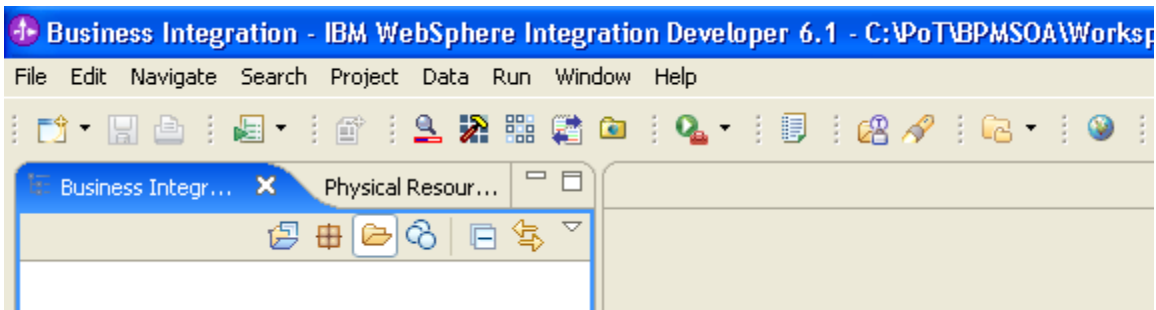 Business Integration - IBM WebSphere Integration Developer 6.1 - C:\PoT\BPMSOA\Worksp
File Edit Navigate Search Project Data Run Window Help
Business Integr... Physical Resour...